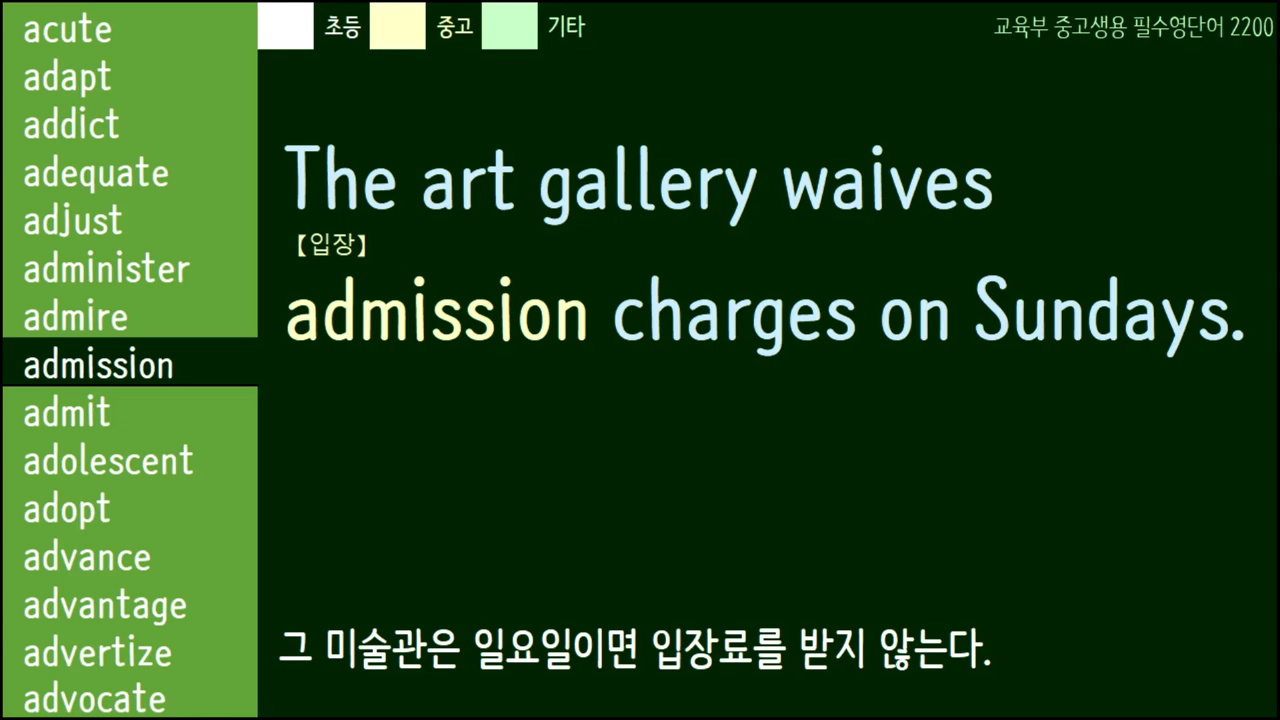 acute
adapt
addict
adequate
adjust
administer
admire
admission
admit
adolescent
adopt
advance
advantage
advertize
advocate
초등 중고 기타
교육부 중고생용 필수영단어 2200
The art gallery waives
【입장】
admission charges on Sundays.
그 미술관은 일요일이면 입장료를 받지 않는다.